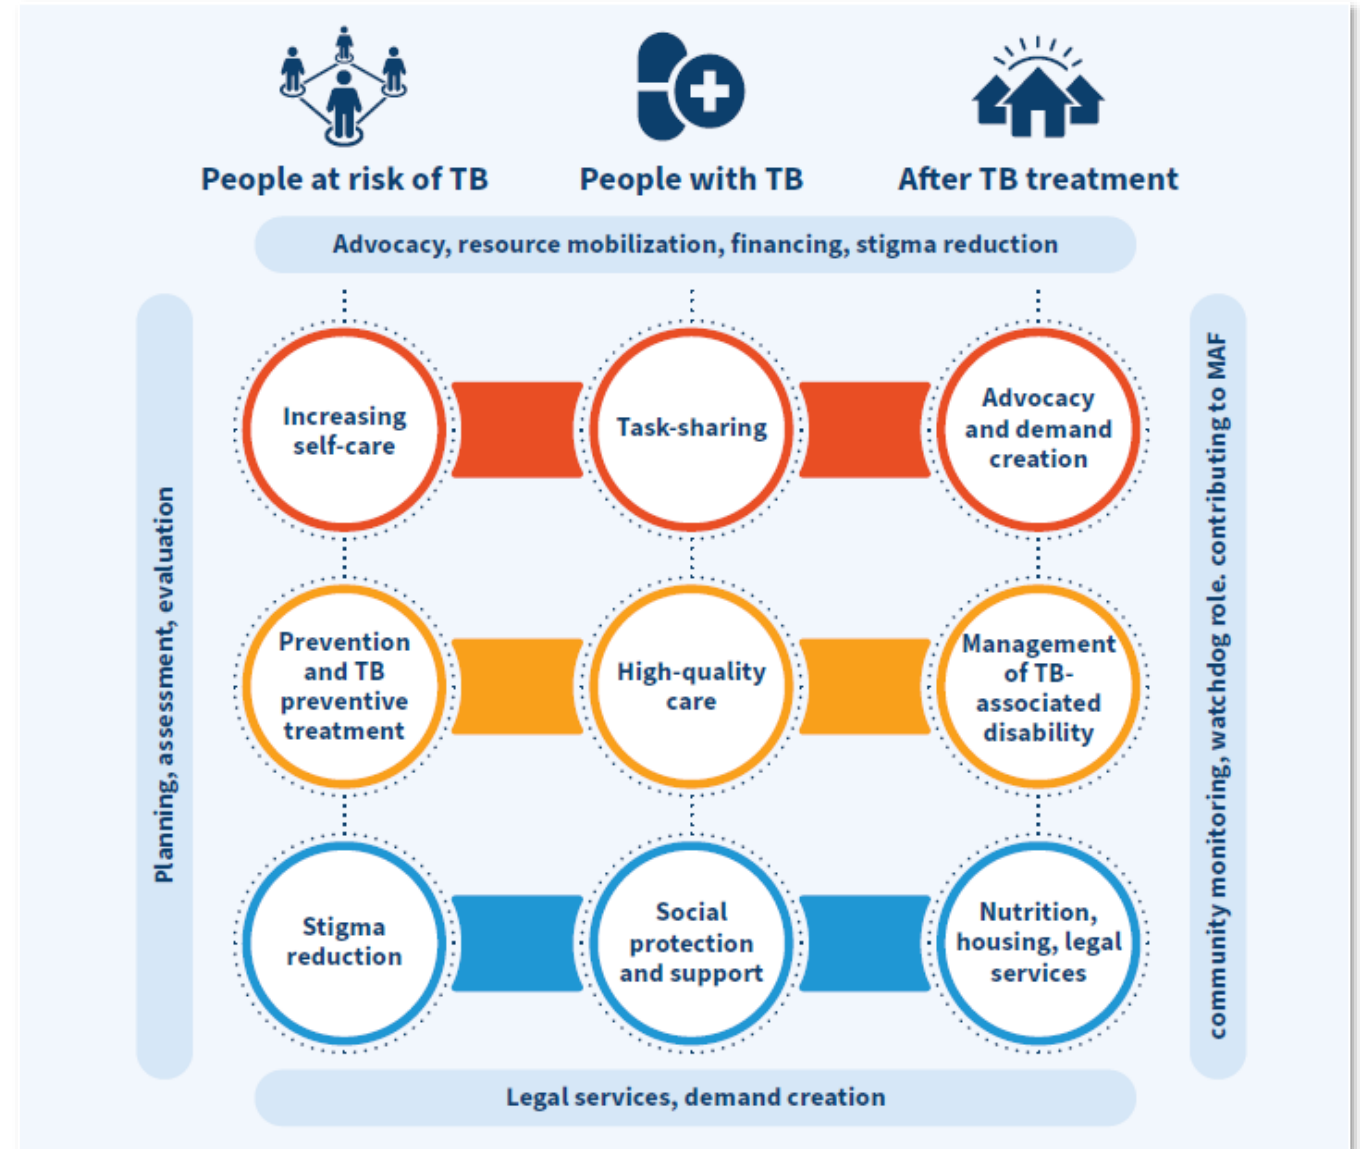 People at risk of TB
People with TB
After TB treatment
Advocacy, resource mobilization, financing, stigma reduction
Planning, assessment, evaluation
Increasing
self-care
Task-sharing
Advocacy
and demand
creation
Prevention
and TB
preventive
treatment
High-quality
care
Management
of TB-
associated
disability
Stigma
reduction
Social
protection
and support
Nutrition,
housing, legal
services
community monitoring, watchdog role. contributing to MAF
Legal services, demand creation